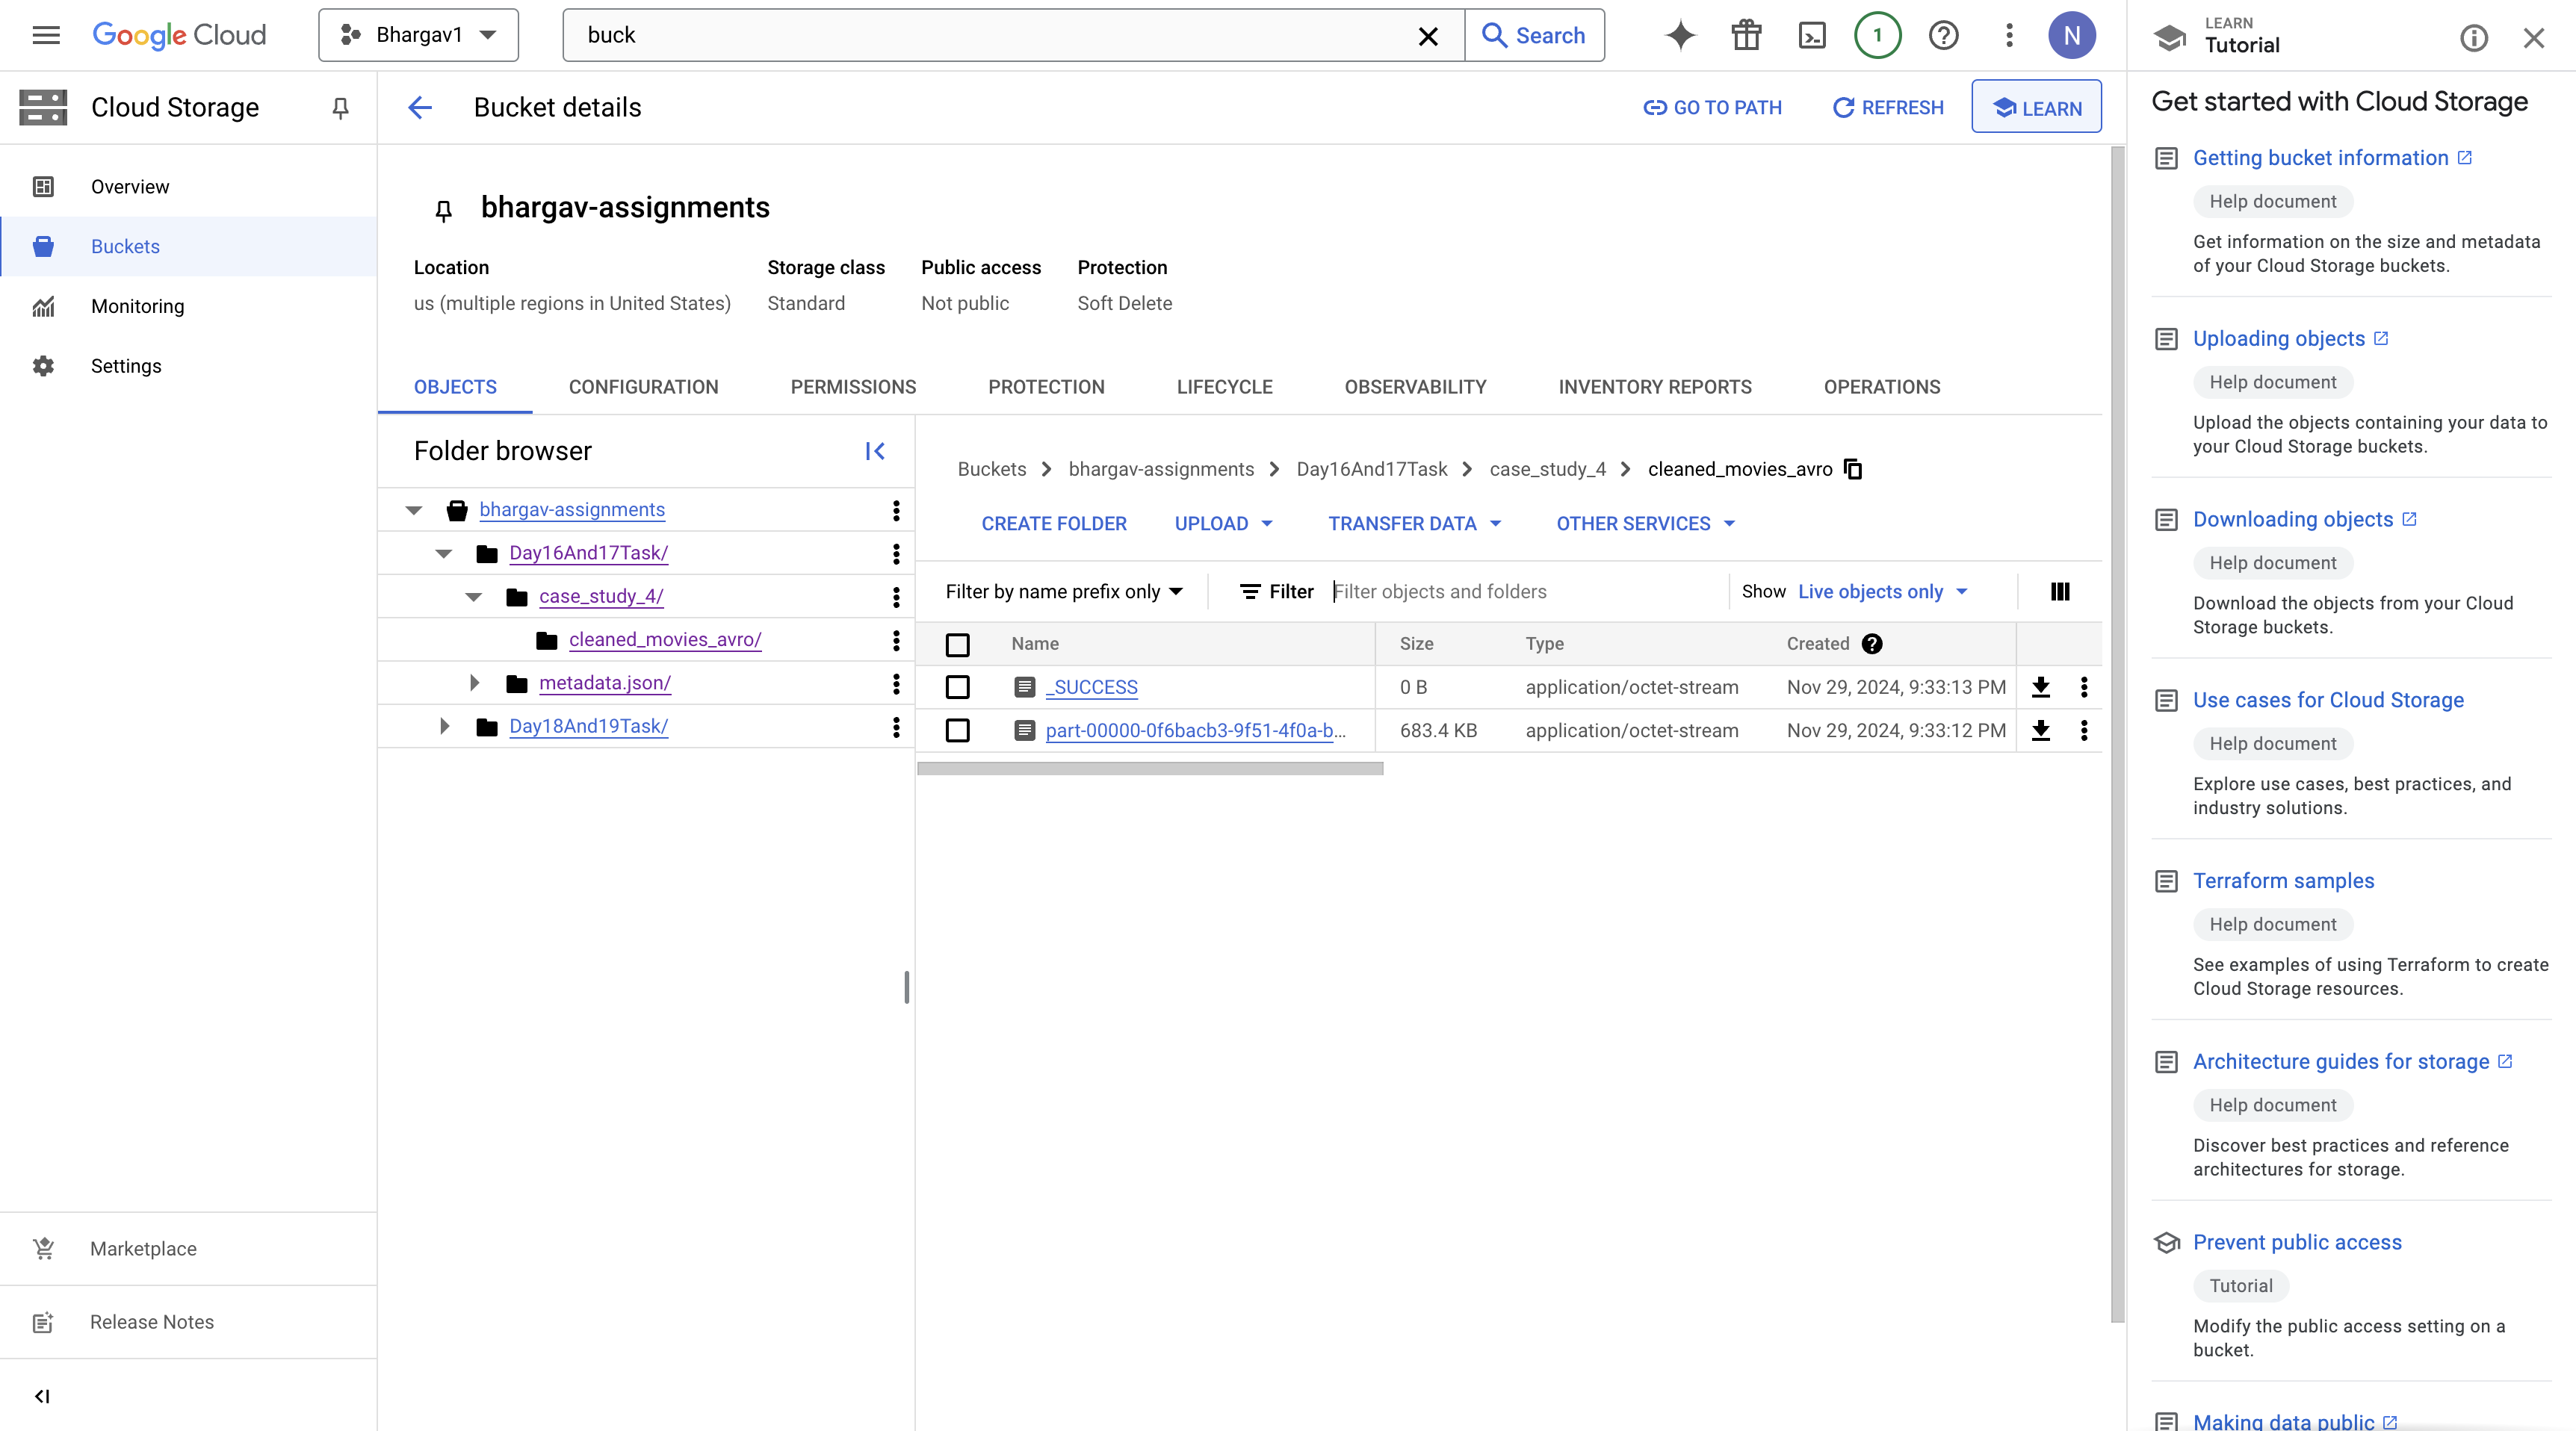 Google Cloud
Bhargav1
buck
Search
1
N
LEARN
Tutorial
Cloud Storage
Bucket details
GO TO PATH
REFRESH
LEARN
Overview
Buckets
Monitoring
Settings
Marketplace
Release Notes
bhargav-assignments
Location
us (multiple regions in United States)
Storage class
Standard
Public access
Not public
Protection
Soft Delete
OBJECTS
CONFIGURATION
PERMISSIONS
PROTECTION
LIFECYCLE
OBSERVABILITY
INVENTORY REPORTS
OPERATIONS
Folder browser
bhargav-assignments
Day16And17Task/
case_study_4/
cleaned_movies_avro/
metadata.json/
Day18And19Task/
Buckets > bhargav-assignments > Day16And17Task > case_study_4 > cleaned_movies_avro
CREATE FOLDER
UPLOAD
TRANSFER DATA
OTHER SERVICES
Filter by name prefix only
Filter
Filter objects and folders
Show Live objects only
Name Size Type Created
_SUCCESS 0 B application/octet-stream Nov 29, 2024, 9:33:13 PM
part-00000-0f6bacb3-9f51-4f0a-b... 683.4 KB application/octet-stream Nov 29, 2024, 9:33:12 PM
Get started with Cloud Storage
Getting bucket information
Help document
Get information on the size and metadata
of your Cloud Storage buckets.
Uploading objects
Help document
Upload the objects containing your data to
your Cloud Storage buckets.
Downloading objects
Help document
Download the objects from your Cloud
Storage buckets.
Use cases for Cloud Storage
Help document
Explore use cases, best practices, and
industry solutions.
Terraform samples
Help document
See examples of using Terraform to create
Cloud Storage resources.
Architecture guides for storage
Help document
Discover best practices and reference
architectures for storage.
Prevent public access
Tutorial
Modify the public access setting on a
bucket.
Making data public